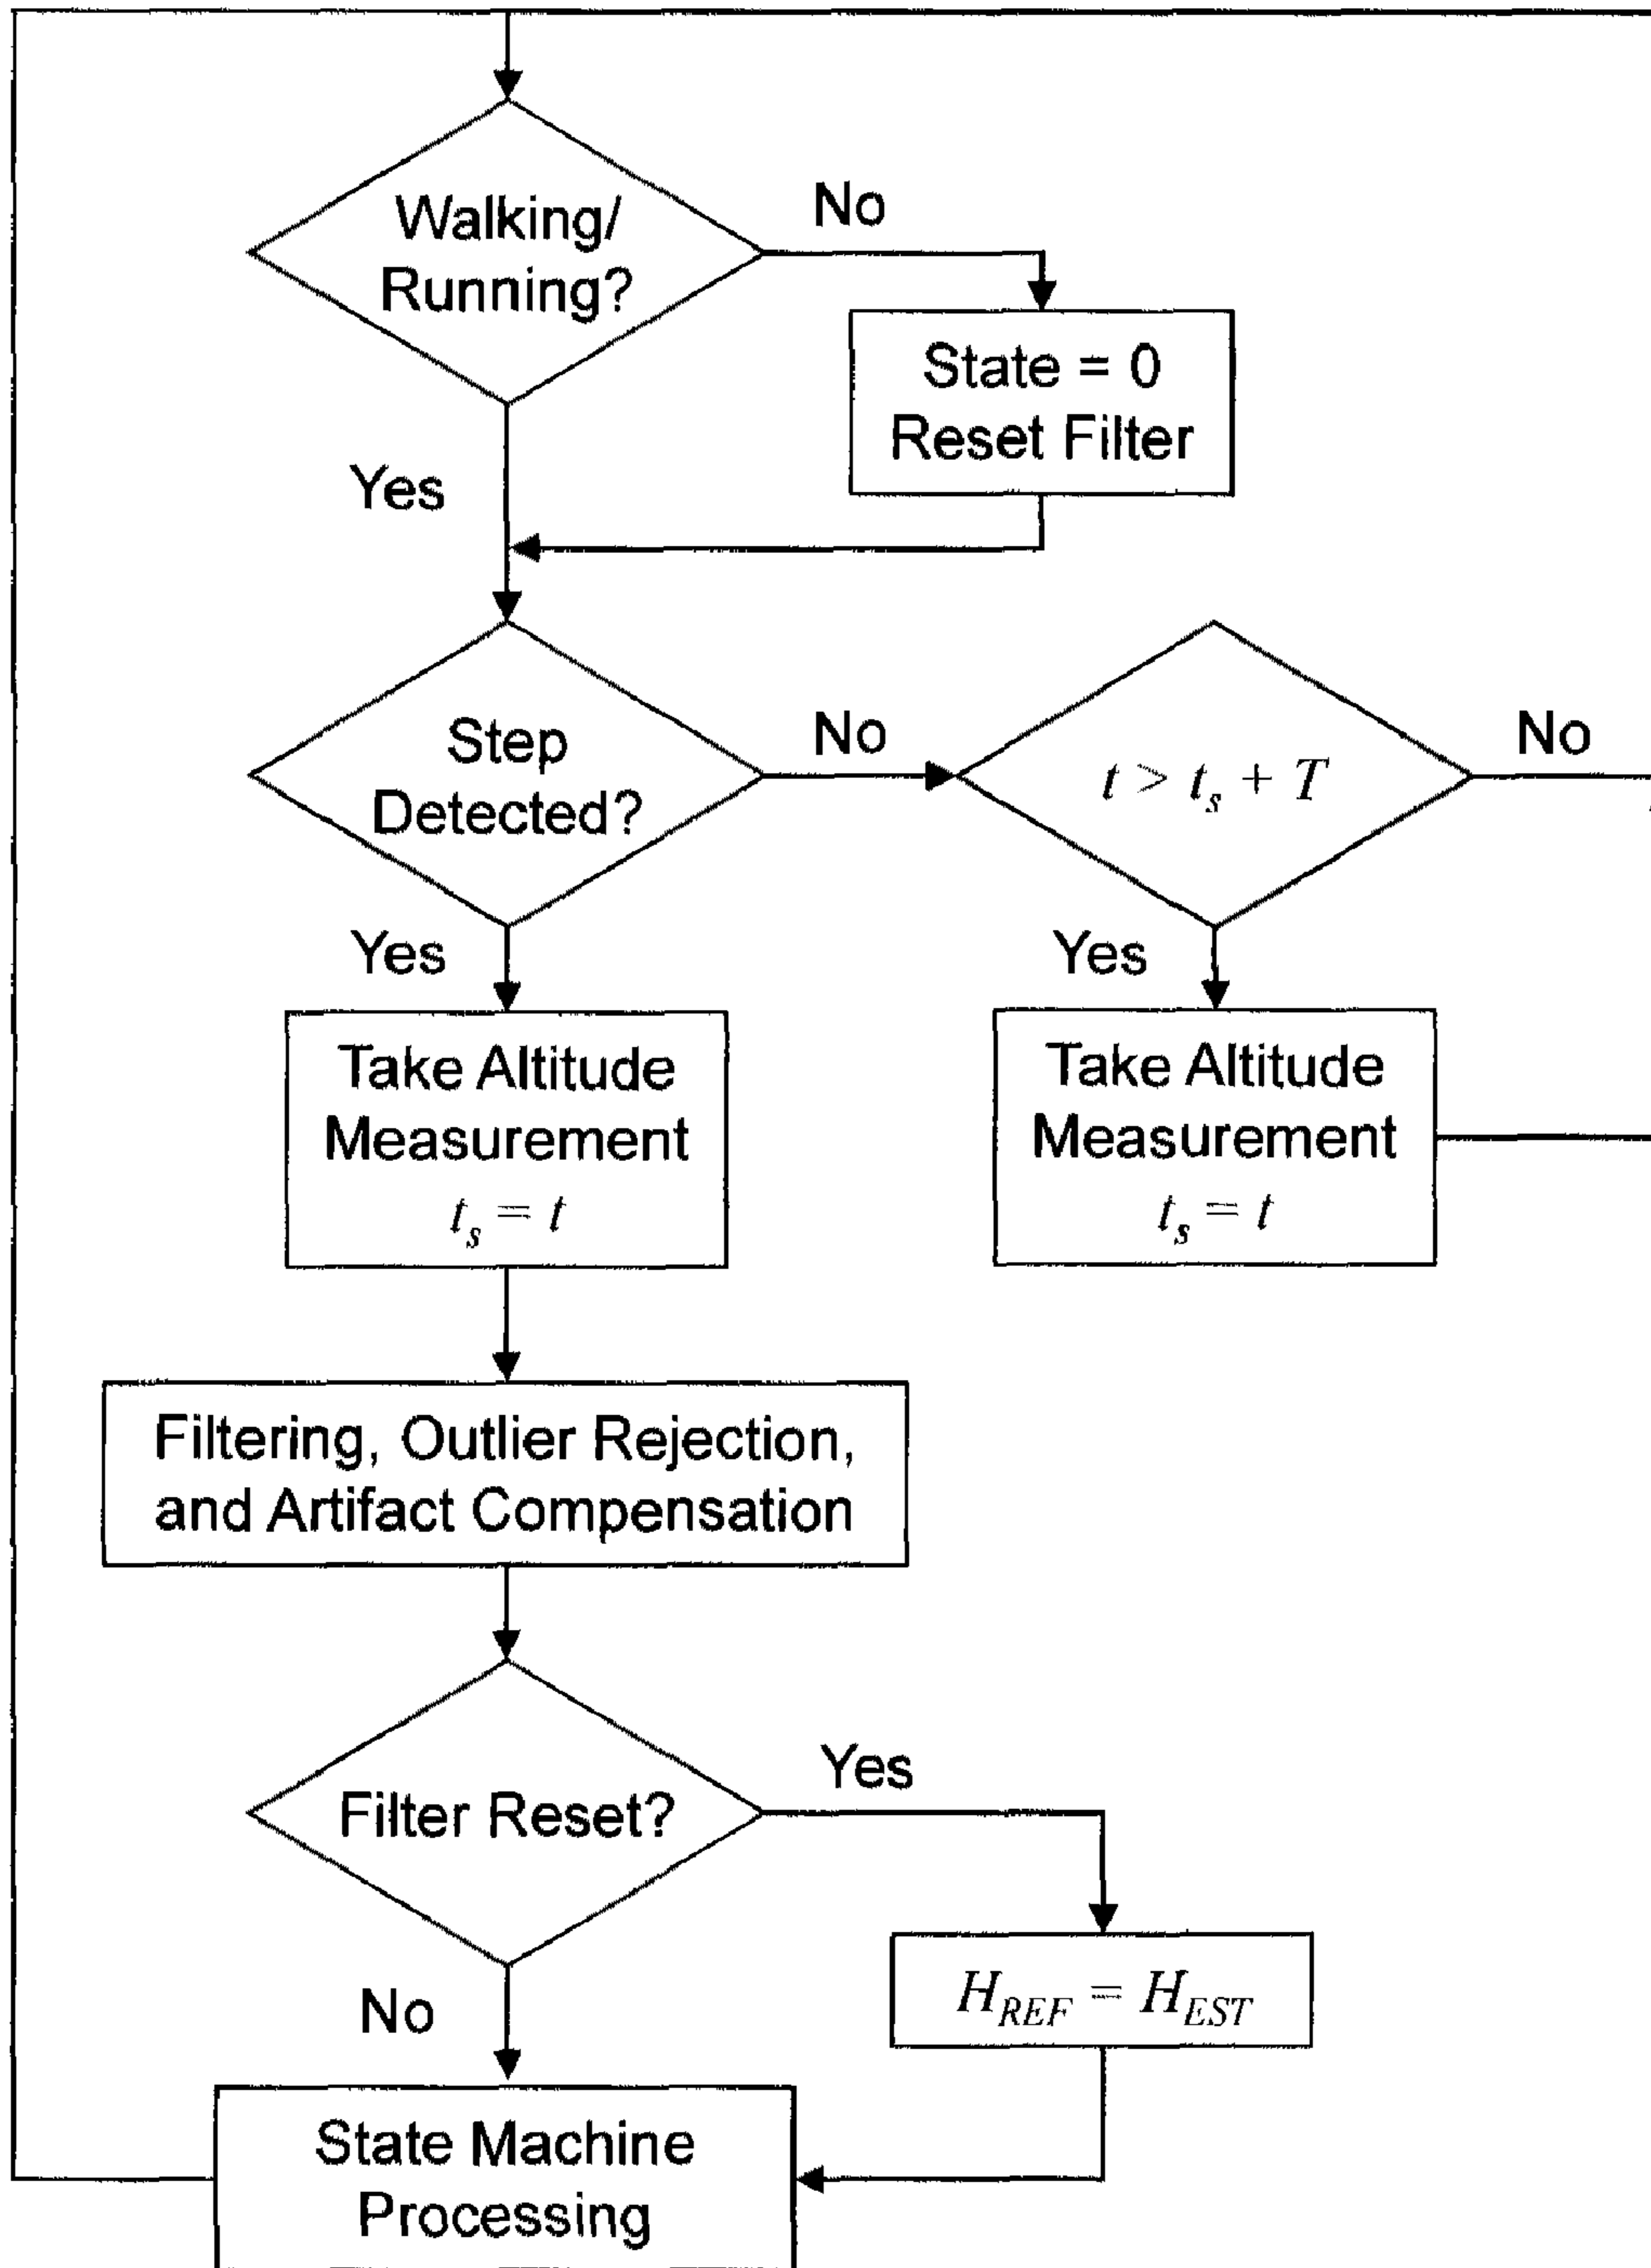 Walking/
Running?
No
State = 0
Reset Filter
Yes
Step
Detected?
No
t > t_s + T
No
Yes
Take Altitude
Measurement
t_s = t
Yes
Take Altitude
Measurement
t_s = t
Filtering, Outlier Rejection,
and Artifact Compensation
Filter Reset?
Yes
H_REF = H_EST
No
State Machine
Processing